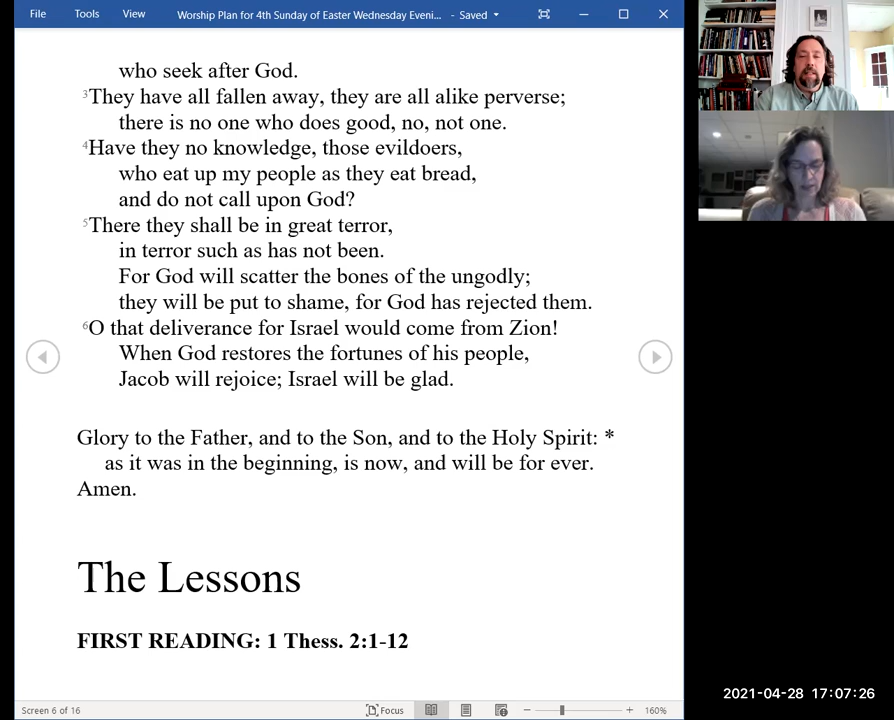 File Tools View Worship Plan for 4th Sunday of Easter Wednesday Eveni... - Saved
who seek after God.
3They have all fallen away, they are all alike perverse;
there is no one who does good, no, not one.
4Have they no knowledge, those evildoers,
who eat up my people as they eat bread,
and do not call upon God?
5There they shall be in great terror,
in terror such as has not been.
For God will scatter the bones of the ungodly;
they will be put to shame, for God has rejected them.
6O that deliverance for Israel would come from Zion!
When God restores the fortunes of his people,
Jacob will rejoice; Israel will be glad.
Glory to the Father, and to the Son, and to the Holy Spirit: *
as it was in the beginning, is now, and will be for ever.
Amen.
The Lessons
FIRST READING: 1 Thess. 2:1-12
2021-04-28 17:07:26
Screen 6 of 16 Focus 160%